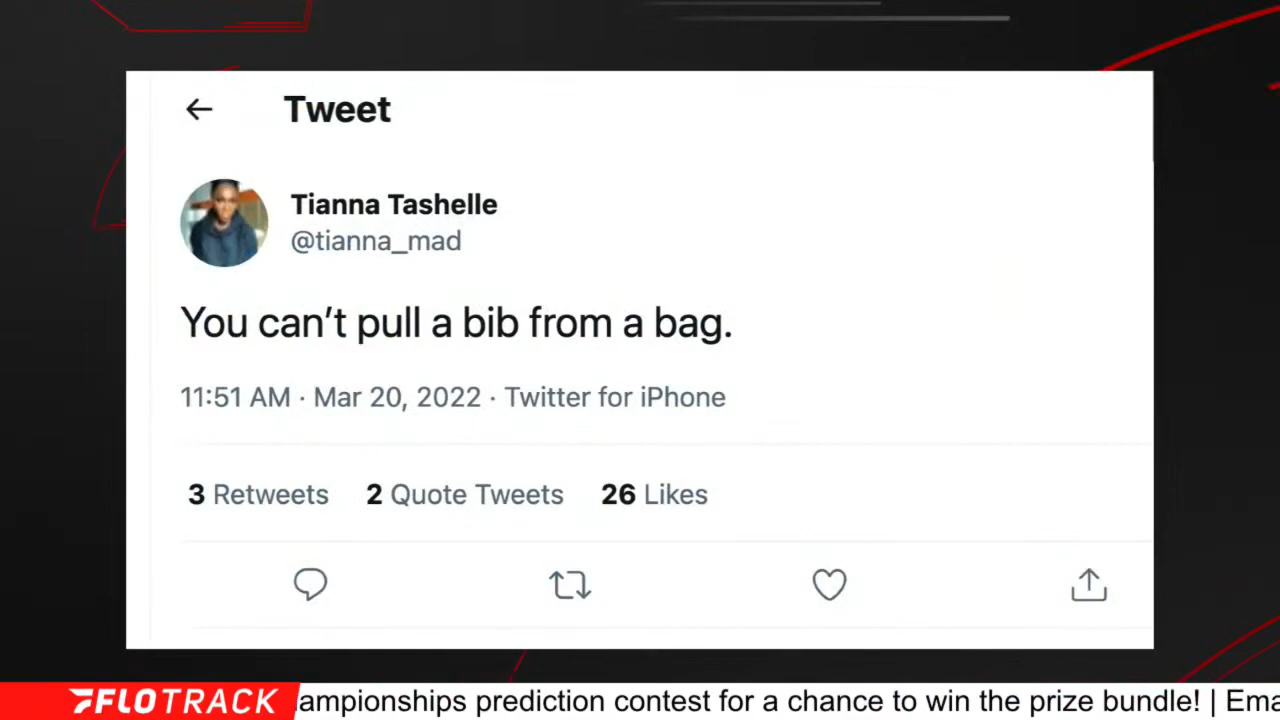 Tweet
Tianna Tashelle
@tianna_mad
You can’t pull a bib from a bag.
11:51 AM · Mar 20, 2022 · Twitter for iPhone
3 Retweets 2 Quote Tweets 26 Likes
FLOTRACK ampionships prediction contest for a chance to win the prize bundle! | Ema